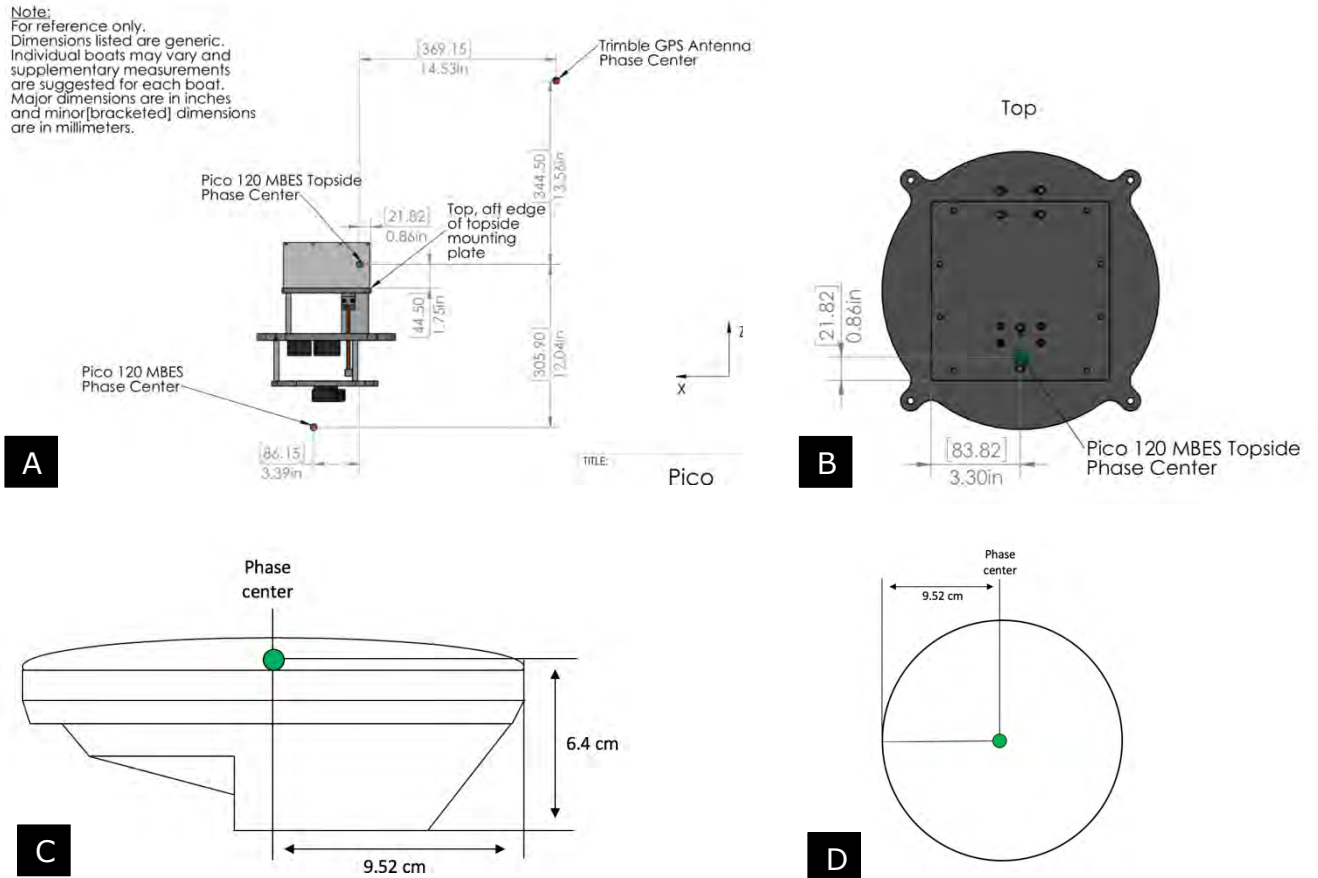 Note:
For reference only.
Dimensions listed are generic.
Individual boats may vary and
supplementary measurements
are suggested for each boat.
Major dimensions are in inches
and minor[bracketed] dimensions
are in millimeters.
[369.15]
14.53in
Trimble GPS Antenna
Phase Center
[344.50]
13.56in
Pico 120 MBES Topside
Phase Center
[21.82]
0.86in
Top, aft edge
of topside
mounting
plate
[44.50]
1.75in
[305.90]
12.04in
Z
X
Pico 120 MBES
Phase Center
[86.15]
3.39in
TITLE:
Pico
A
Top
[21.82]
0.86in
[83.82]
3.30in
Pico 120 MBES Topside
Phase Center
B
Phase
center
6.4 cm
9.52 cm
C
Phase
center
9.52 cm
D